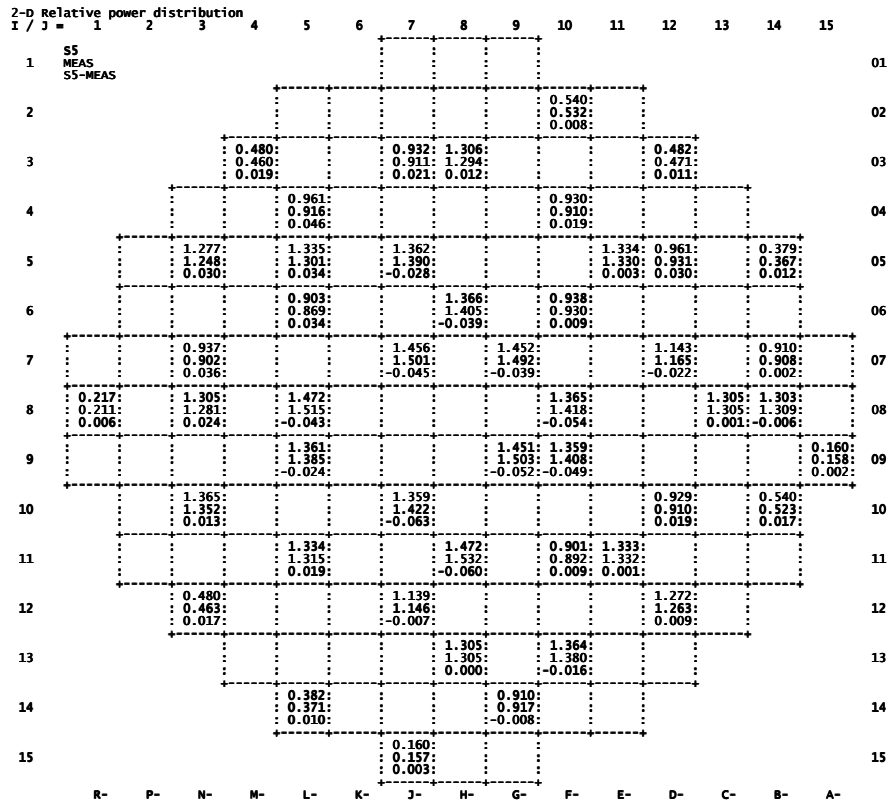 2-D Relative power distribution
I / J = 1 2 3 4 5 6 7 8 9 10 11 12 13 14 15
S5
1 MEAS 01
S5-MEAS
0.540
2 0.532 02
0.008
0.480 0.932 1.306 0.482
3 0.460 0.911 1.294 0.471 03
0.019 0.021 0.012 0.011
0.961 0.930
4 0.916 0.910 04
0.046 0.019
1.277 1.335 1.362 1.334 0.961 0.379
5 1.248 1.301 1.390 1.330 0.931 0.367 05
0.030 0.034 -0.028 0.003 0.030 0.012
0.903 1.366 0.938
6 0.869 1.405 0.930 06
0.034 -0.039 0.009
0.937 1.456 1.452 1.143 0.910
7 0.902 1.501 1.492 1.165 0.908 07
0.036 -0.045 -0.039 -0.022 0.002
0.217 1.305 1.472 1.365 1.305 1.303
8 0.211 1.281 1.515 1.418 1.305 1.309 08
0.006 0.024 -0.043 -0.054 0.001 -0.006
1.361 1.451 1.359 0.160
9 1.385 1.503 1.408 0.158 09
-0.024 -0.052 -0.049 0.002
1.365 1.359 0.929 0.540
10 1.352 1.422 0.910 0.523 10
0.013 -0.063 0.019 0.017
1.334 1.472 0.901 1.333
11 1.315 1.532 0.892 1.332 11
0.019 -0.060 0.009 0.001
0.480 1.139 1.272
12 0.463 1.146 1.263 12
0.017 -0.007 0.009
1.305 1.364
13 1.305 1.380 13
0.000 -0.016
0.382 0.910
14 0.371 0.917 14
0.010 -0.008
0.160
15 0.157 15
0.003
R- P- N- M- L- K- J- H- G- F- E- D- C- B- A-